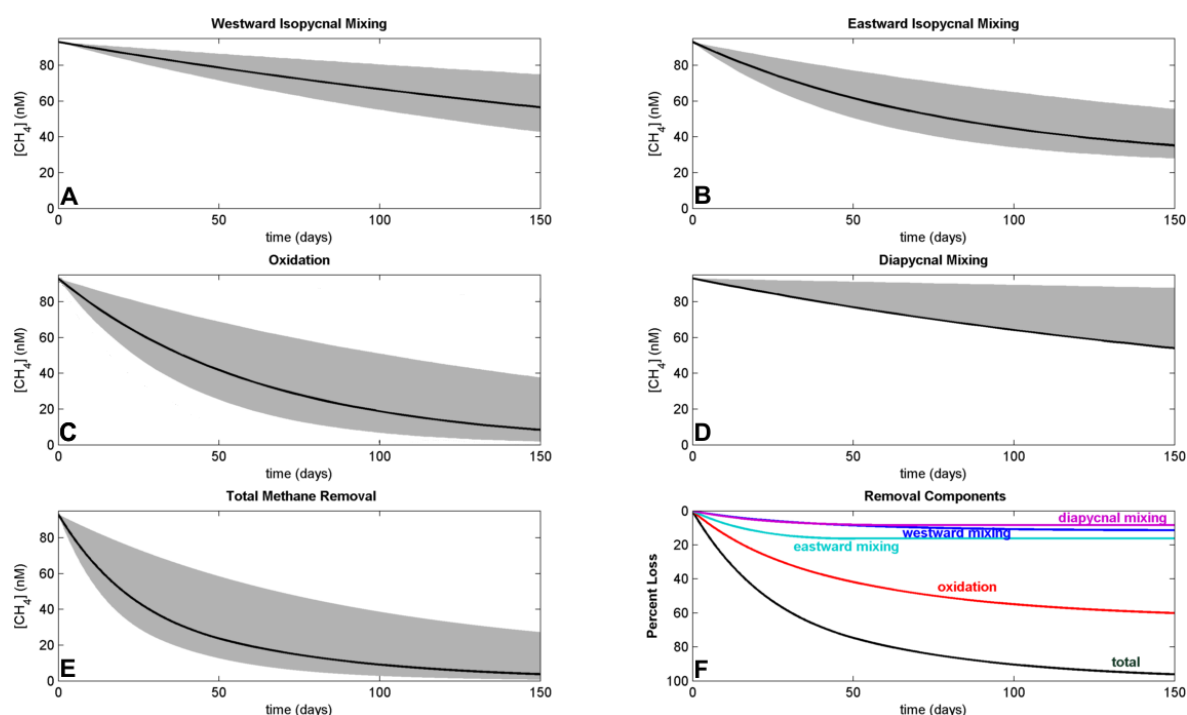 Westward Isopycnal Mixing
80
60
40
20
0
[CH4] (nM)
A
0 50 100 150
time (days)
Eastward Isopycnal Mixing
80
60
40
20
0
[CH4] (nM)
B
0 50 100 150
time (days)
Oxidation
80
60
40
20
0
[CH4] (nM)
C
0 50 100 150
time (days)
Diapycnal Mixing
80
60
40
20
0
[CH4] (nM)
D
0 50 100 150
time (days)
Total Methane Removal
80
60
40
20
0
[CH4] (nM)
E
0 50 100 150
time (days)
Removal Components
0
20
40
60
80
100
Percent Loss
diapycnal mixing
westward mixing
eastward mixing
oxidation
total
F
0 50 100 150
time (days)